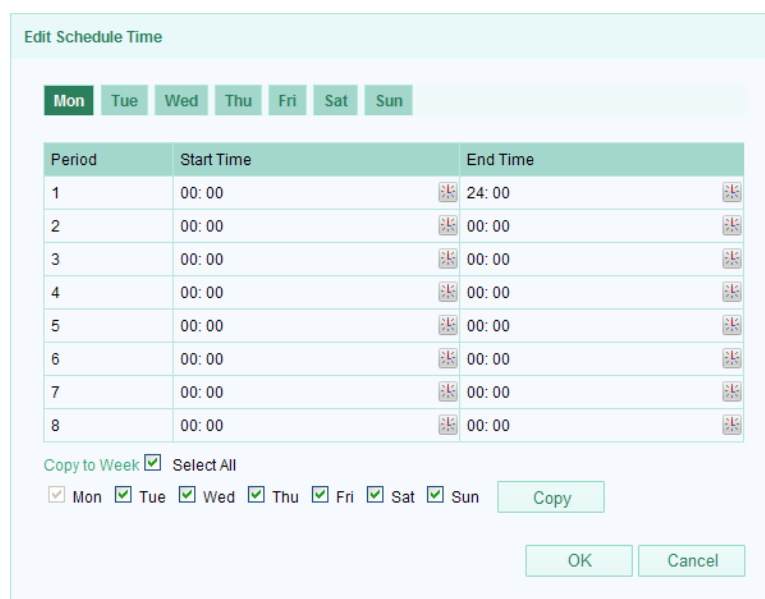 Edit Schedule Time
Mon Tue Wed Thu Fri Sat Sun
Period Start Time End Time
1 00: 00 24: 00
2 00: 00 00: 00
3 00: 00 00: 00
4 00: 00 00: 00
5 00: 00 00: 00
6 00: 00 00: 00
7 00: 00 00: 00
8 00: 00 00: 00
Copy to Week Select All
Mon Tue Wed Thu Fri Sat Sun Copy
OK Cancel